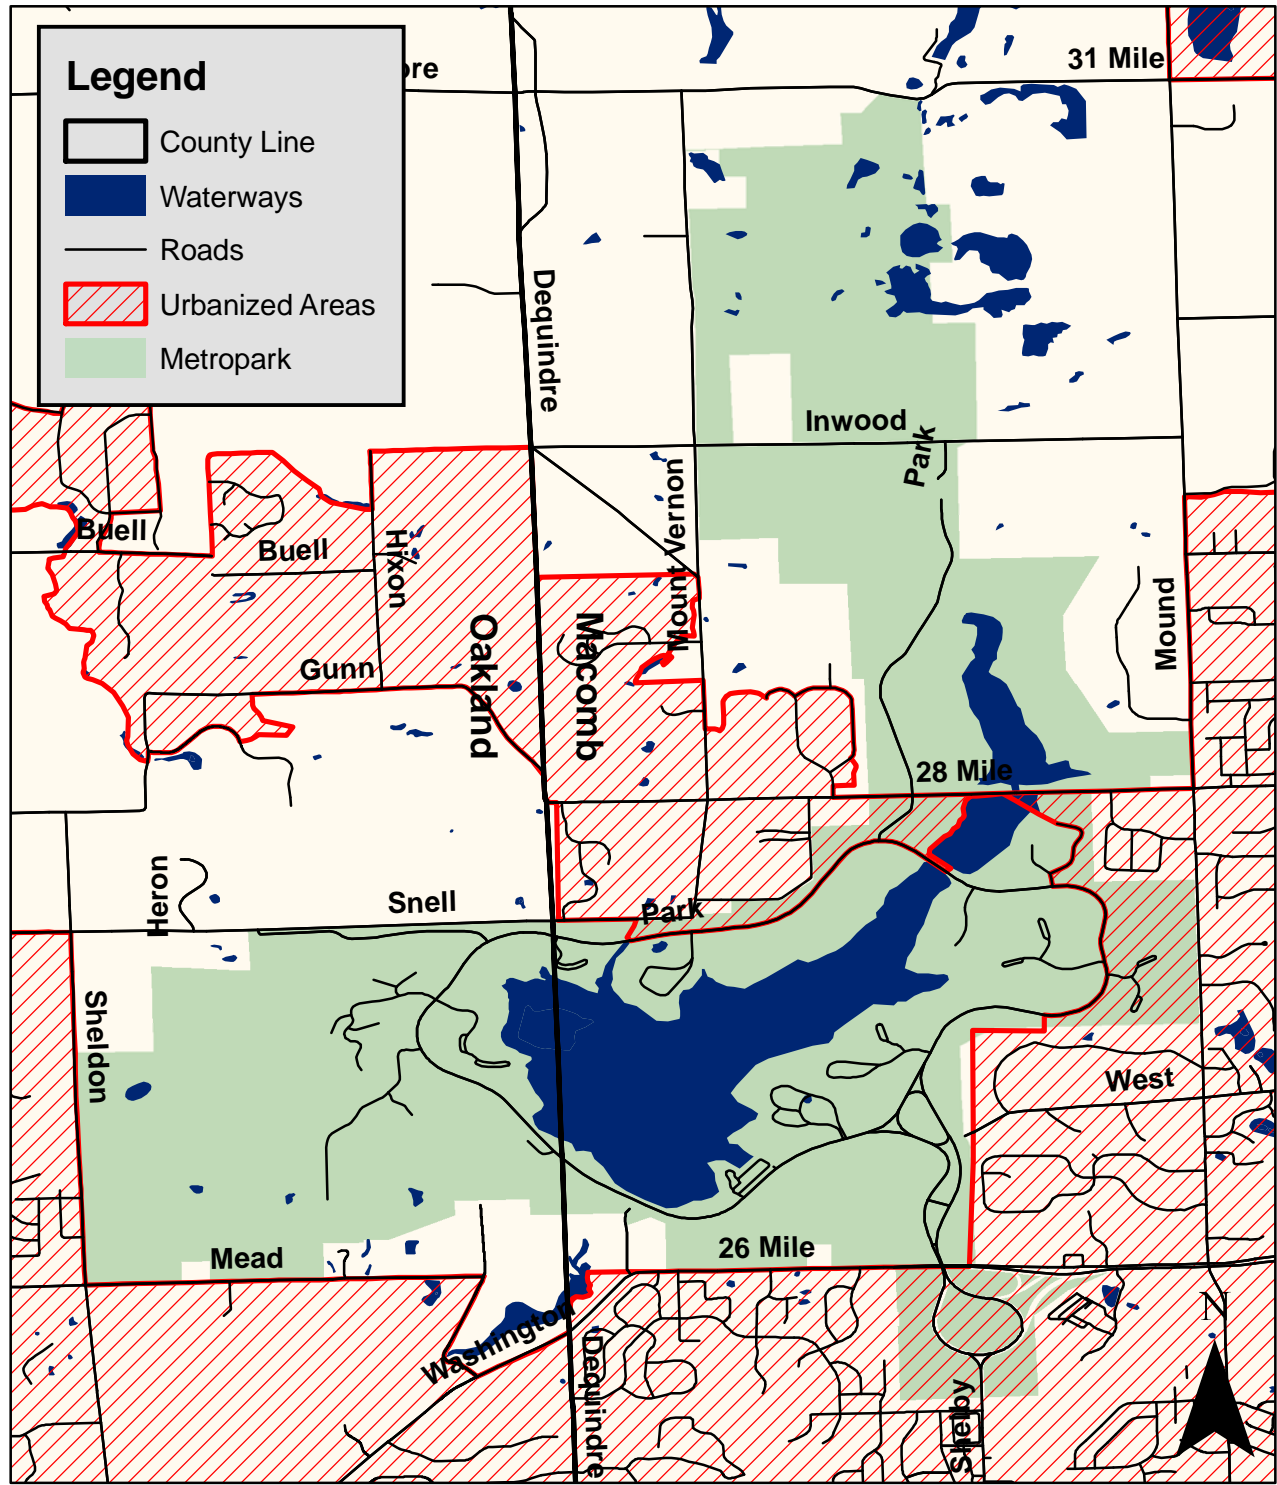 Legend
County Line
Waterways
Roads
Urbanized Areas
Metropark
31 Mile
Dequindre
Inwood
Park
Mount Vernon
Buell
Buell
Hixon
Gunn
Oakland
Macomb
Mound
28 Mile
Heron
Snell
Park
Sheldon
West
Mead
26 Mile
Washington
Dequindre
Shelby
N